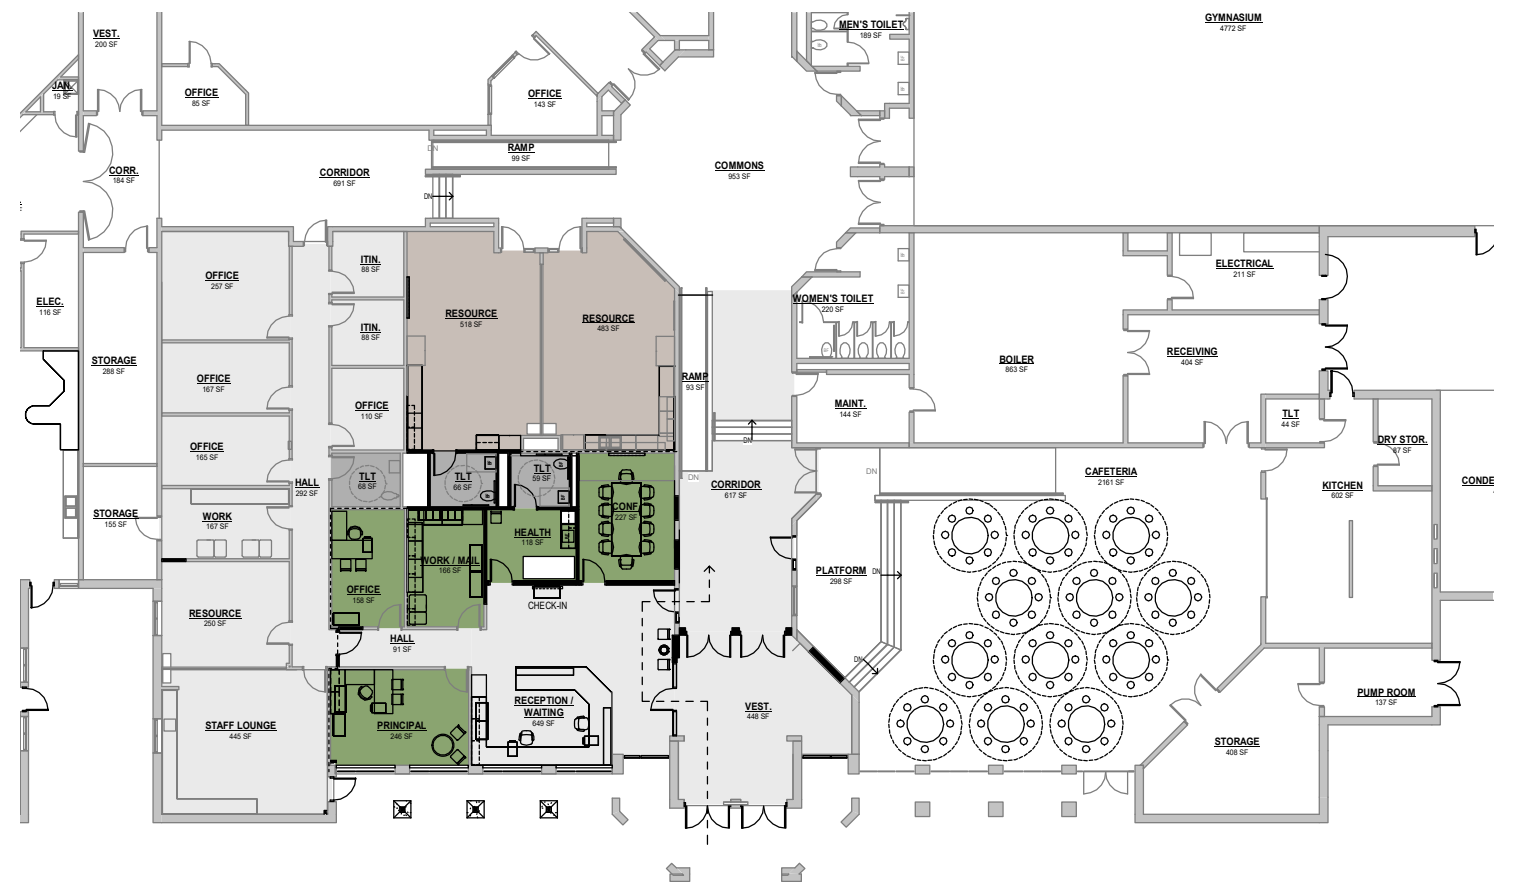 GYMNASIUM
4772 SF
MEN'S TOILET
189 SF
VEST.
200 SF
JAN.
19 SF
OFFICE
85 SF
OFFICE
143 SF
DN
RAMP
99 SF
COMMONS
953 SF
CORR.
184 SF
CORRIDOR
691 SF
DN
OFFICE
257 SF
ITIN.
88 SF
ELECTRICAL
211 SF
ELEC.
116 SF
WOMEN'S TOILET
220 SF
RESOURCE
518 SF
RESOURCE
483 SF
ITIN.
88 SF
STORAGE
288 SF
BOILER
863 SF
RECEIVING
404 SF
OFFICE
167 SF
RAMP
93 SF
OFFICE
110 SF
MAINT.
144 SF
TLT
44 SF
DN
DRY STOR.
87 SF
OFFICE
165 SF
DN
DN
CAFETERIA
2161 SF
TLT
68 SF
TLT
66 SF
TLT
59 SF
HALL
292 SF
CORRIDOR
617 SF
KITCHEN
602 SF
CONDE
STORAGE
155 SF
WORK
167 SF
CONF
227 SF
HEALTH
118 SF
WORK / MAIL
166 SF
PLATFORM
298 SF
DN
OFFICE
158 SF
CHECK-IN
RESOURCE
250 SF
HALL
91 SF
DN
PUMP ROOM
137 SF
RECEPTION /
WAITING
649 SF
VEST.
448 SF
STAFF LOUNGE
445 SF
PRINCIPAL
246 SF
STORAGE
408 SF